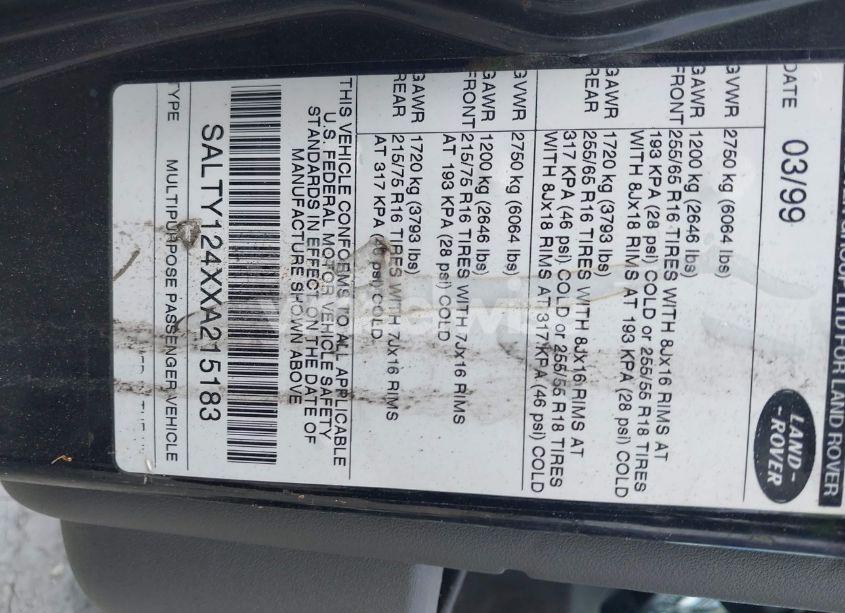 GROUP LTD FOR LAND ROVER
DATE 03/99
LAND-
-ROVER
GVWR 2750 kg (6064 lbs)
GAWR 1200 kg (2646 lbs)
FRONT 255/65 R16 TIRES WITH 8Jx16 RIMS AT
193 KPA (28 psi) COLD or 255/55 R18 TIRES
WITH 8Jx18 RIMS AT 193 KPA (28 psi) COLD
GAWR 1720 kg (3793 lbs)
REAR 255/65 R16 TIRES WITH 8Jx16 RIMS AT
317 KPA (46 psi) COLD or 255/55 R18 TIRES
WITH 8Jx18 RIMS AT 317 KPA (46 psi) COLD
GVWR 2750 kg (6064 lbs)
GAWR 1200 kg (2646 lbs)
FRONT 215/75 R16 TIRES WITH 7Jx16 RIMS
AT 193 KPA (28 psi) COLD
GAWR 1720 kg (3793 lbs)
REAR 215/75 R16 TIRES WITH 7Jx16 RIMS
AT 317 KPA (46 psi) COLD
THIS VEHICLE CONFORMS TO ALL APPLICABLE
U.S. FEDERAL MOTOR VEHICLE SAFETY
STANDARDS IN EFFECT ON THE DATE OF
MANUFACTURE SHOWN ABOVE
SALTY124XXA215183
TYPE MULTIPURPOSE PASSENGER VEHICLE